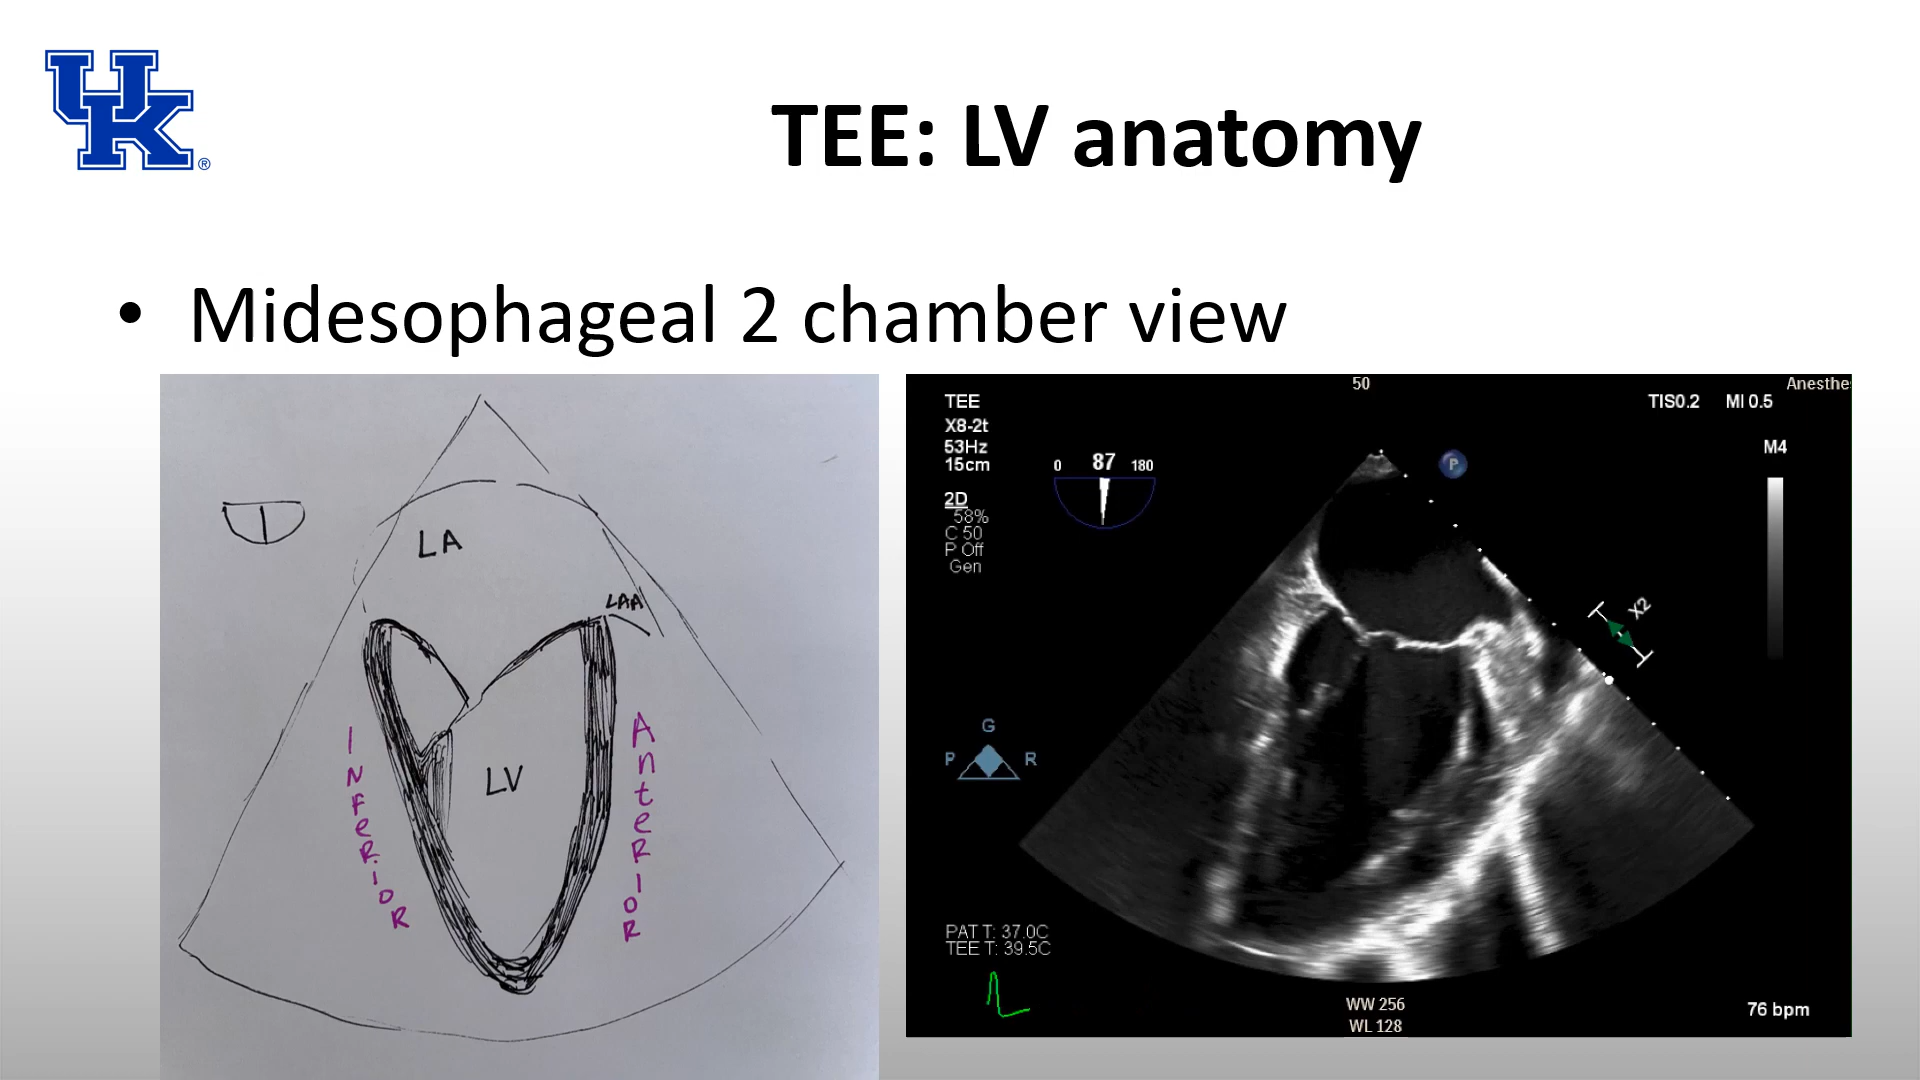 UK®
TEE: LV anatomy
• Midesophageal 2 chamber view
LA
LAA
LV
INFERIOR
AnteRIOR
50
Anesthe
TEE
X8-2t
53Hz
15cm
TIS0.2 MI 0.5
M4
0 87 180
P
2D
58%
C 50
P Off
Gen
X2
G
P R
PAT T: 37.0C
TEE T: 39.5C
WW 256
WL 128
76 bpm